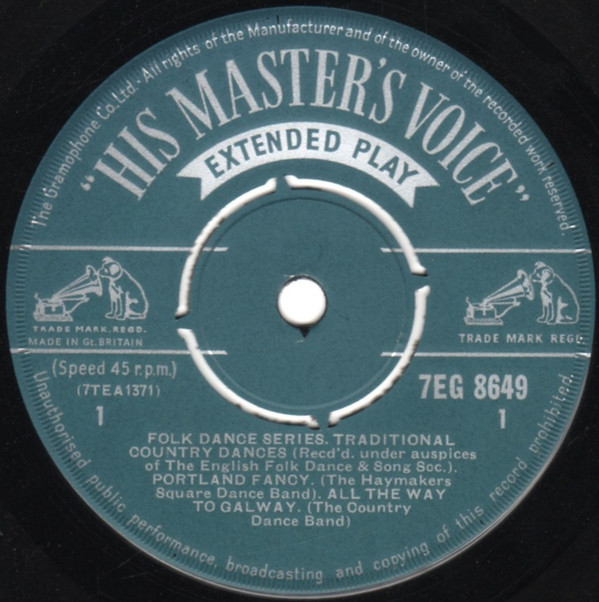 The Gramophone Co. Ltd. · All rights of the Manufacturer and of the owner of the recorded work reserved.
"HIS MASTER'S VOICE"
EXTENDED PLAY
TRADE MARK. REGD.
MADE IN Gt. BRITAIN
TRADE MARK REGD
(Speed 45 r.p.m.)
(7TEA1371)
1
7EG 8649
1
FOLK DANCE SERIES. TRADITIONAL
COUNTRY DANCES (Recd'd. under auspices
of The English Folk Dance & Song Soc.).
PORTLAND FANCY. (The Haymakers
Square Dance Band). ALL THE WAY
TO GALWAY. (The Country
Dance Band)
Unauthorised public performance, broadcasting and copying of this record prohibited.